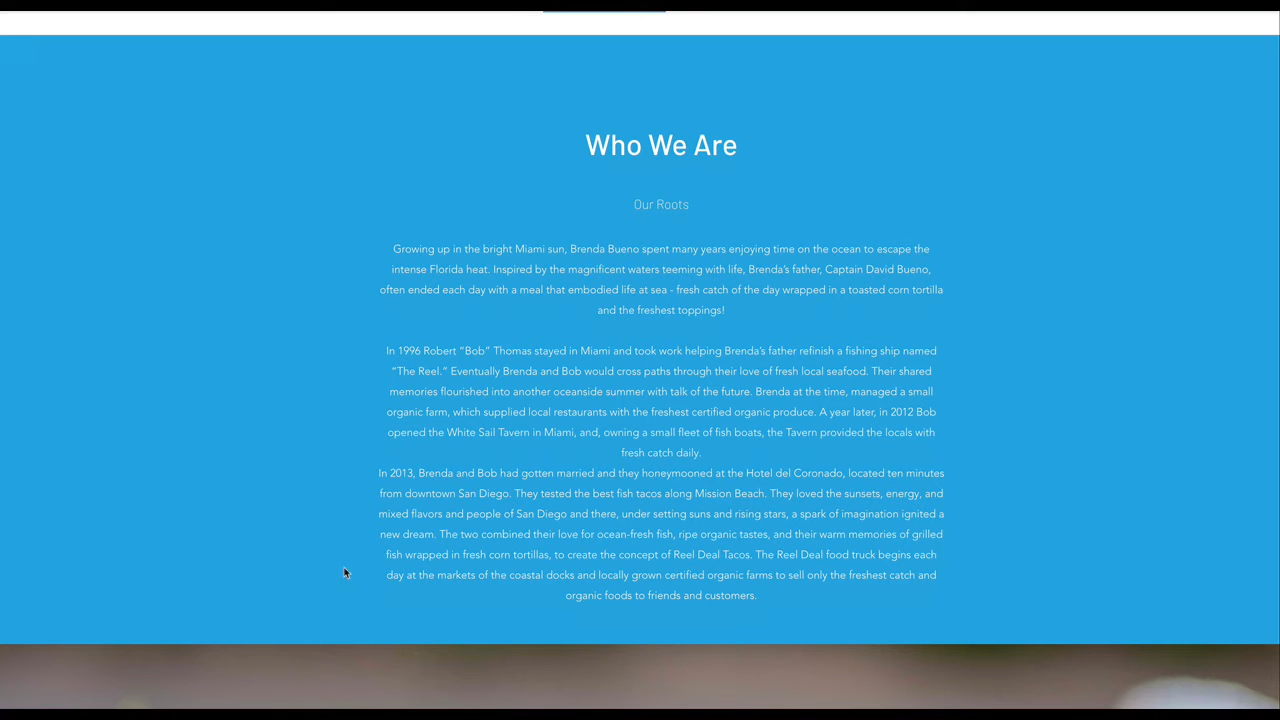 Who We Are
Our Roots
Growing up in the bright Miami sun, Brenda Bueno spent many years enjoying time on the ocean to escape the
intense Florida heat. Inspired by the magnificent waters teeming with life, Brenda’s father, Captain David Bueno,
often ended each day with a meal that embodied life at sea - fresh catch of the day wrapped in a toasted corn tortilla
and the freshest toppings!
In 1996 Robert “Bob” Thomas stayed in Miami and took work helping Brenda’s father refinish a fishing ship named
“The Reel.” Eventually Brenda and Bob would cross paths through their love of fresh local seafood. Their shared
memories flourished into another oceanside summer with talk of the future. Brenda at the time, managed a small
organic farm, which supplied local restaurants with the freshest certified organic produce. A year later, in 2012 Bob
opened the White Sail Tavern in Miami, and, owning a small fleet of fish boats, the Tavern provided the locals with
fresh catch daily.
In 2013, Brenda and Bob had gotten married and they honeymooned at the Hotel del Coronado, located ten minutes
from downtown San Diego. They tested the best fish tacos along Mission Beach. They loved the sunsets, energy, and
mixed flavors and people of San Diego and there, under setting suns and rising stars, a spark of imagination ignited a
new dream. The two combined their love for ocean-fresh fish, ripe organic tastes, and their warm memories of grilled
fish wrapped in fresh corn tortillas, to create the concept of Reel Deal Tacos. The Reel Deal food truck begins each
day at the markets of the coastal docks and locally grown certified organic farms to sell only the freshest catch and
organic foods to friends and customers.